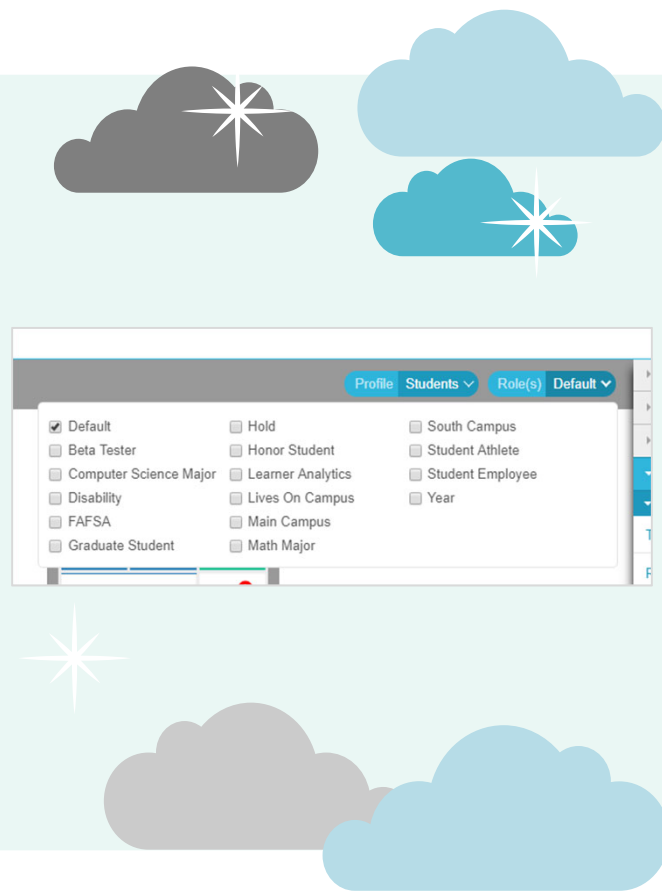 Profile Students Role(s) Default
Default
Beta Tester
Computer Science Major
Disability
FAFSA
Graduate Student
Hold
Honor Student
Learner Analytics
Lives On Campus
Main Campus
Math Major
South Campus
Student Athlete
Student Employee
Year